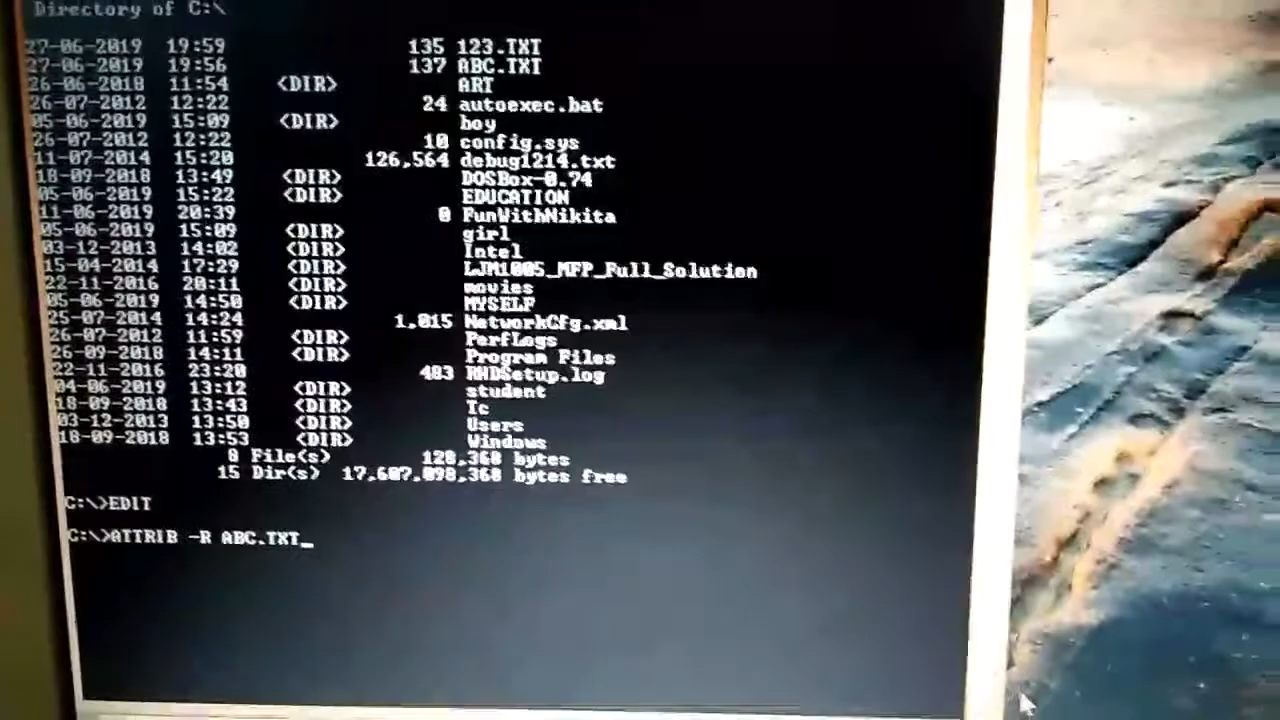 Directory of C:\
27-06-2019 19:59 135 123.TXT
27-06-2019 19:56 137 ABC.TXT
26-06-2018 11:54 <DIR> ART
26-07-2012 12:22 24 autoexec.bat
05-06-2019 15:09 <DIR> boy
26-07-2012 12:22 10 config.sys
11-07-2014 15:20 126,564 debug1214.txt
18-09-2018 13:49 <DIR> DOSBox-0.74
05-06-2019 15:22 <DIR> EDUCATION
11-06-2019 20:39 0 FunWithNikita
05-06-2019 15:09 <DIR> girl
03-12-2013 14:02 <DIR> Intel
15-04-2014 17:29 <DIR> LJM1005_MFP_Full_Solution
22-11-2016 20:11 <DIR> movies
05-06-2019 14:50 <DIR> MYSELF
25-07-2014 14:24 1,015 NetworkCfg.xml
26-07-2012 11:59 <DIR> PerfLogs
26-09-2018 14:11 <DIR> Program Files
22-11-2016 23:20 483 RHDSetup.log
04-06-2019 13:12 <DIR> student
18-09-2018 13:43 <DIR> Tc
03-12-2013 13:50 <DIR> Users
18-09-2018 13:53 <DIR> Windows
8 File(s) 128,368 bytes
15 Dir(s) 17,607,098,368 bytes free
C:\>EDIT
C:\>ATTRIB -R ABC.TXT_